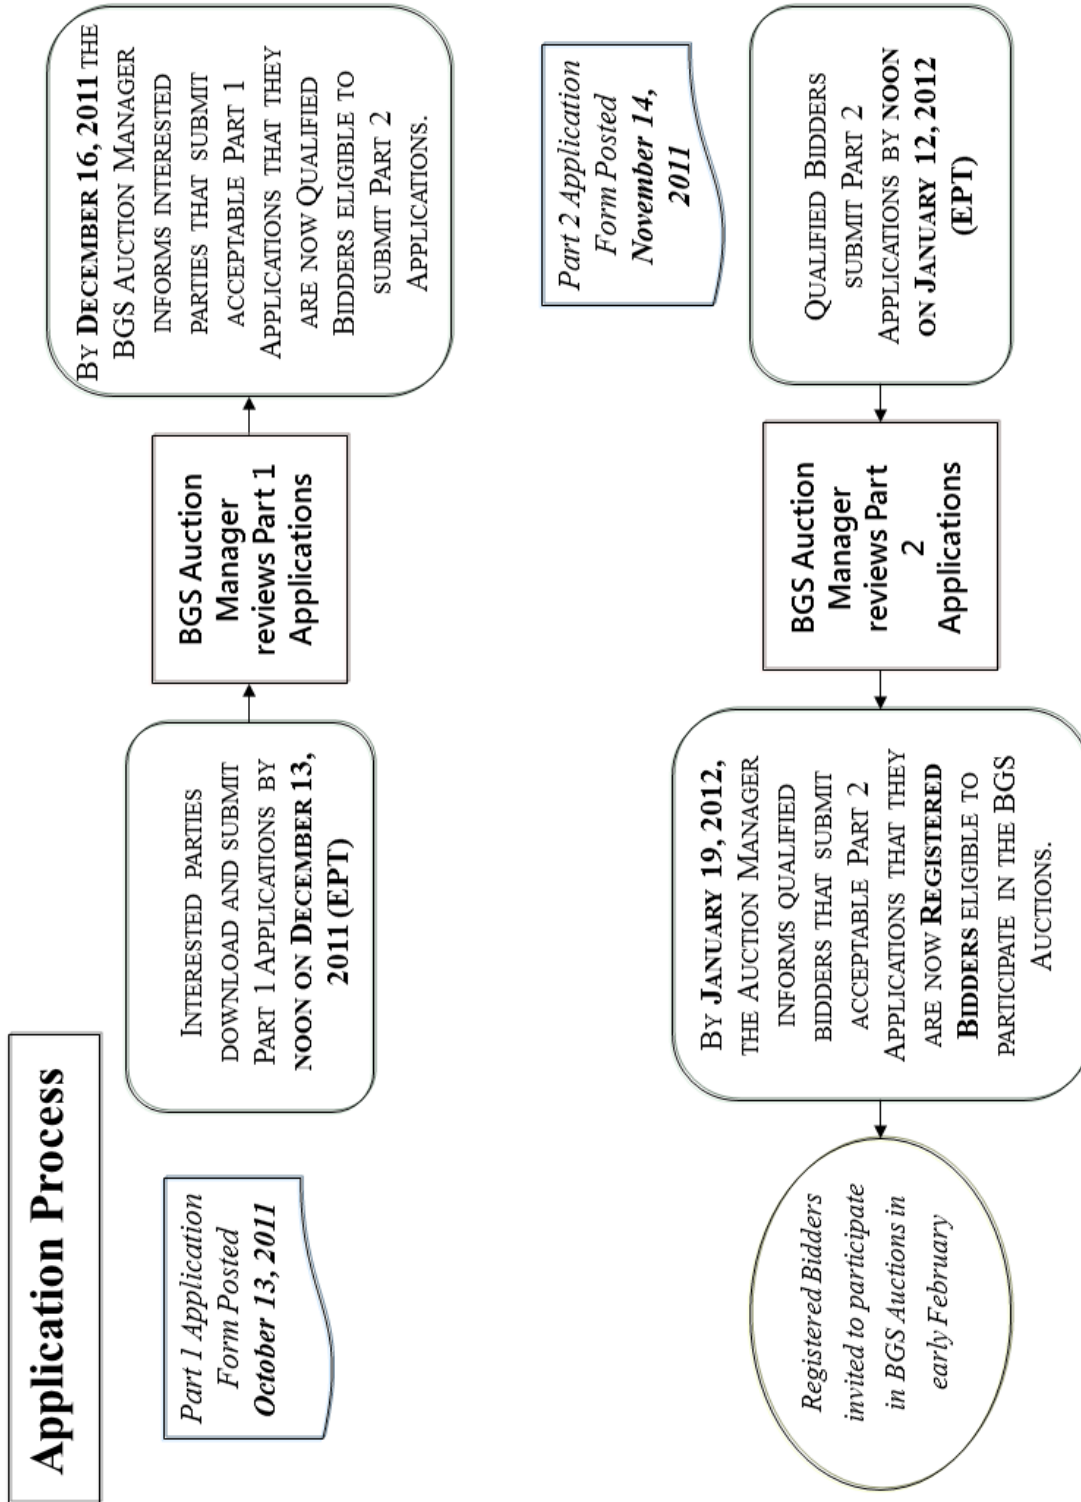 Application Process
Part 1 Application
Form Posted
October 13, 2011
INTERESTED PARTIES
DOWNLOAD AND SUBMIT
PART 1 APPLICATIONS BY
NOON ON DECEMBER 13,
2011 (EPT)
BGS Auction
Manager
reviews Part 1
Applications
BY DECEMBER 16, 2011 THE
BGS AUCTION MANAGER
INFORMS INTERESTED
PARTIES THAT SUBMIT
ACCEPTABLE PART 1
APPLICATIONS THAT THEY
ARE NOW QUALIFIED
BIDDERS ELIGIBLE TO
SUBMIT PART 2
APPLICATIONS.
Part 2 Application
Form Posted
November 14,
2011
QUALIFIED BIDDERS
SUBMIT PART 2
APPLICATIONS BY NOON
ON JANUARY 12, 2012
(EPT)
BGS Auction
Manager
reviews Part
2
Applications
BY JANUARY 19, 2012,
THE AUCTION MANAGER
INFORMS QUALIFIED
BIDDERS THAT SUBMIT
ACCEPTABLE PART 2
APPLICATIONS THAT THEY
ARE NOW REGISTERED
BIDDERS ELIGIBLE TO
PARTICIPATE IN THE BGS
AUCTIONS.
Registered Bidders
invited to participate
in BGS Auctions in
early February